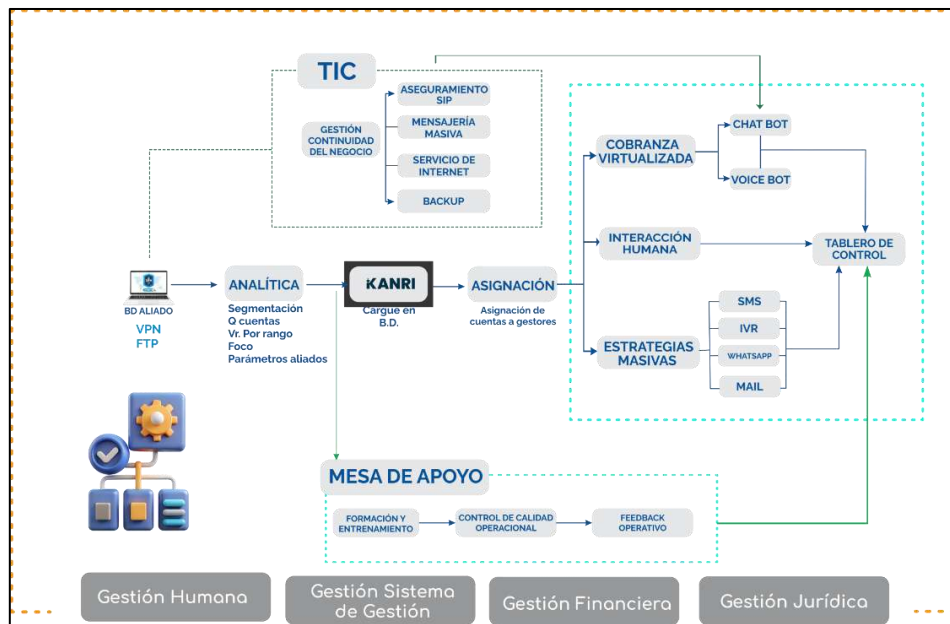 TIC
ASEGURAMIENTO
SIP
GESTIÓN
CONTINUIDAD
DEL NEGOCIO
MENSAJERÍA
MASIVA
SERVICIO DE
INTERNET
BACKUP
CHAT BOT
COBRANZA
VIRTUALIZADA
VOICE BOT
INTERACCIÓN
HUMANA
TABLERO DE
CONTROL
BD ALIADO
VPN
FTP
ANALÍTICA
Segmentación
Q cuentas
Vr. Por rango
Foco
Parámetros aliados
KANRI
Cargue en
B.D.
ASIGNACIÓN
Asignación de
cuentas a gestores
ESTRATEGIAS
MASIVAS
SMS
IVR
WHATSAPP
MAIL
MESA DE APOYO
FORMACIÓN Y
ENTRENAMIENTO
CONTROL DE CALIDAD
OPERACIONAL
FEEDBACK
OPERATIVO
Gestión Humana
Gestión Sistema
de Gestión
Gestión Financiera
Gestión Jurídica